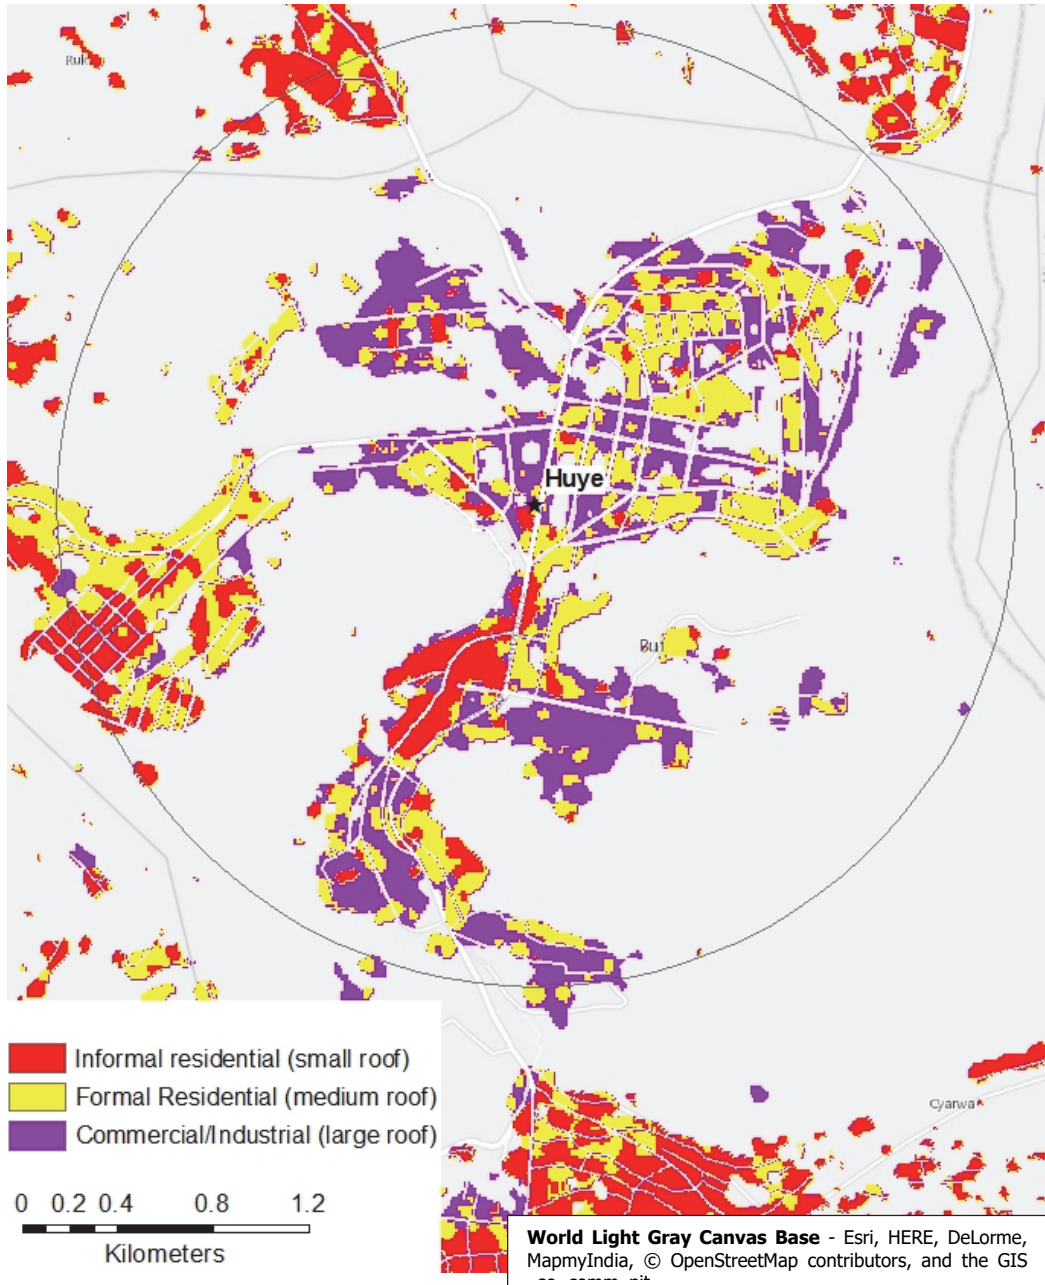 Huye
Informal residential (small roof)
Formal Residential (medium roof)
Commercial/Industrial (large roof)
Cyarwa
0 0.2 0.4 0.8 1.2
Kilometers
World Light Gray Canvas Base - Esri, HERE, DeLorme,
MapmyIndia, © OpenStreetMap contributors, and the GIS